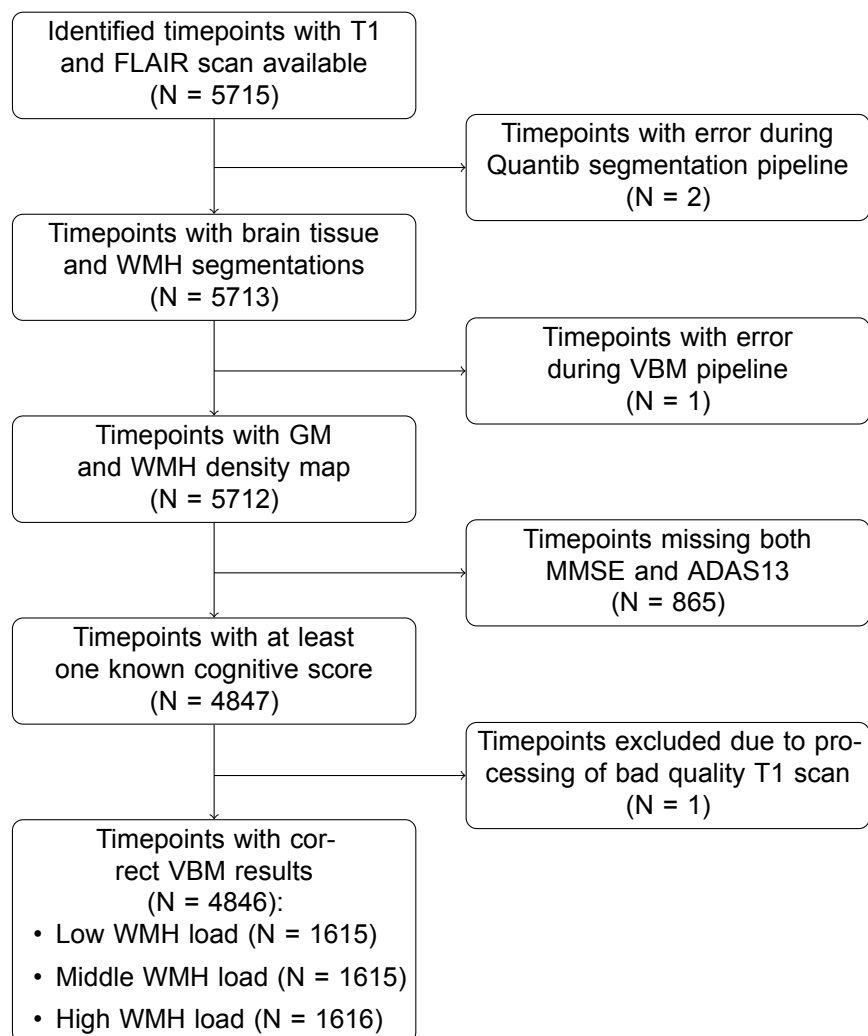 Identified timepoints with T1
and FLAIR scan available
(N = 5715)
Timepoints with error during
Quantib segmentation pipeline
(N = 2)
Timepoints with brain tissue
and WMH segmentations
(N = 5713)
Timepoints with error
during VBM pipeline
(N = 1)
Timepoints with GM
and WMH density map
(N = 5712)
Timepoints missing both
MMSE and ADAS13
(N = 865)
Timepoints with at least
one known cognitive score
(N = 4847)
Timepoints excluded due to pro-
cessing of bad quality T1 scan
(N = 1)
Timepoints with cor-
rect VBM results
(N = 4846):
• Low WMH load (N = 1615)
• Middle WMH load (N = 1615)
• High WMH load (N = 1616)